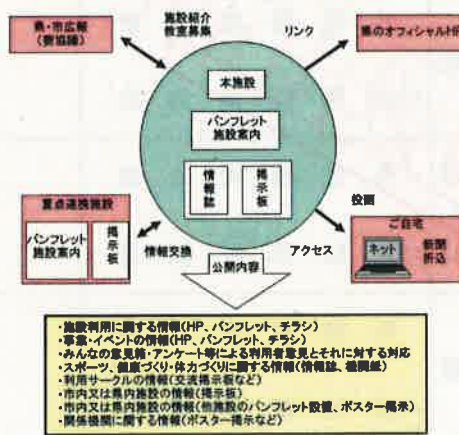 県・市広報
施設紹介
教室募集
リンク
県のオフィシャルHP
本施設
パンフレット
施設案内
情報誌
掲示板
重点連携施設
パンフレット
施設案内
掲示板
情報交換
アクセス
投函
ご自宅
ネット
新聞
折込
公開内容
・施設利用に関する情報(HP、パンフレット、チラシ)
・事業・イベントの情報(HP、パンフレット、チラシ)
・みんなの意見箱・アンケート等による利用者意見とそれに対する対応
・スポーツ、健康づくり・体力づくりに関する情報(情報誌、機関紙)
・利用サークルの情報(交流掲示板など)
・市内又は県内施設の情報(掲示板)
・市内又は県内施設の情報(他施設のパンフレット設置、ポスター掲示)
・関係機関に関する情報(ポスター掲示など)